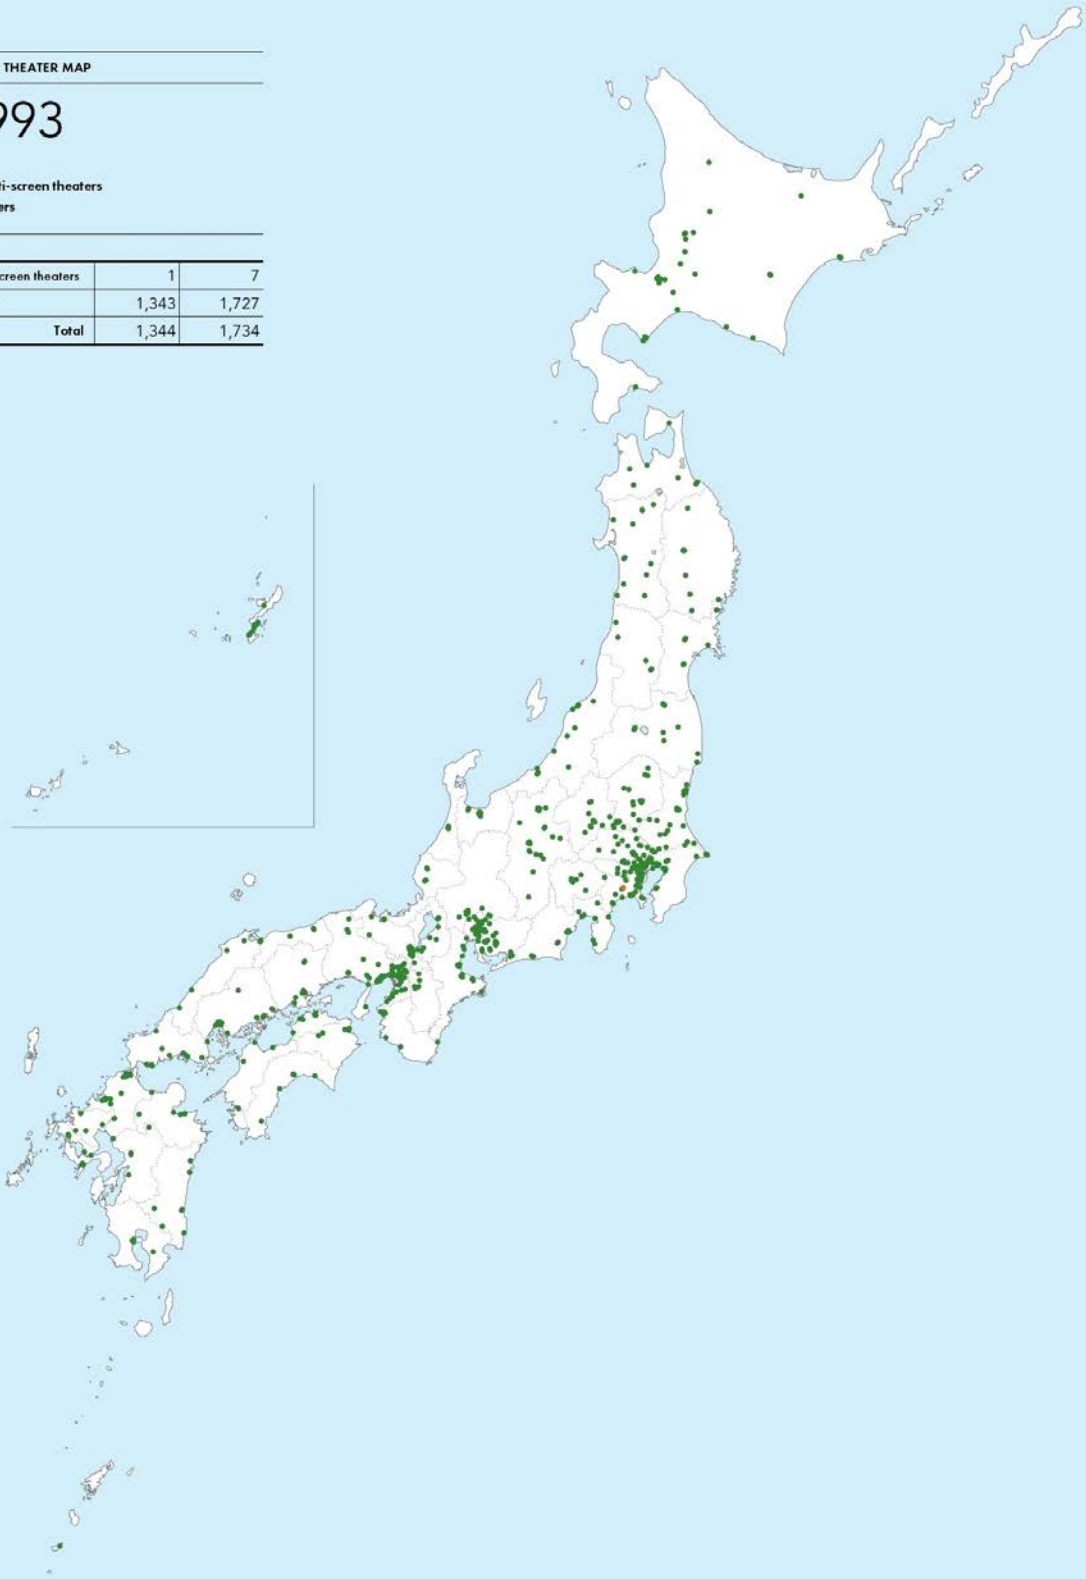 THEATER MAP
993
ti-screen theaters
ers
creen theaters 1 7
1,343 1,727
Total 1,344 1,734